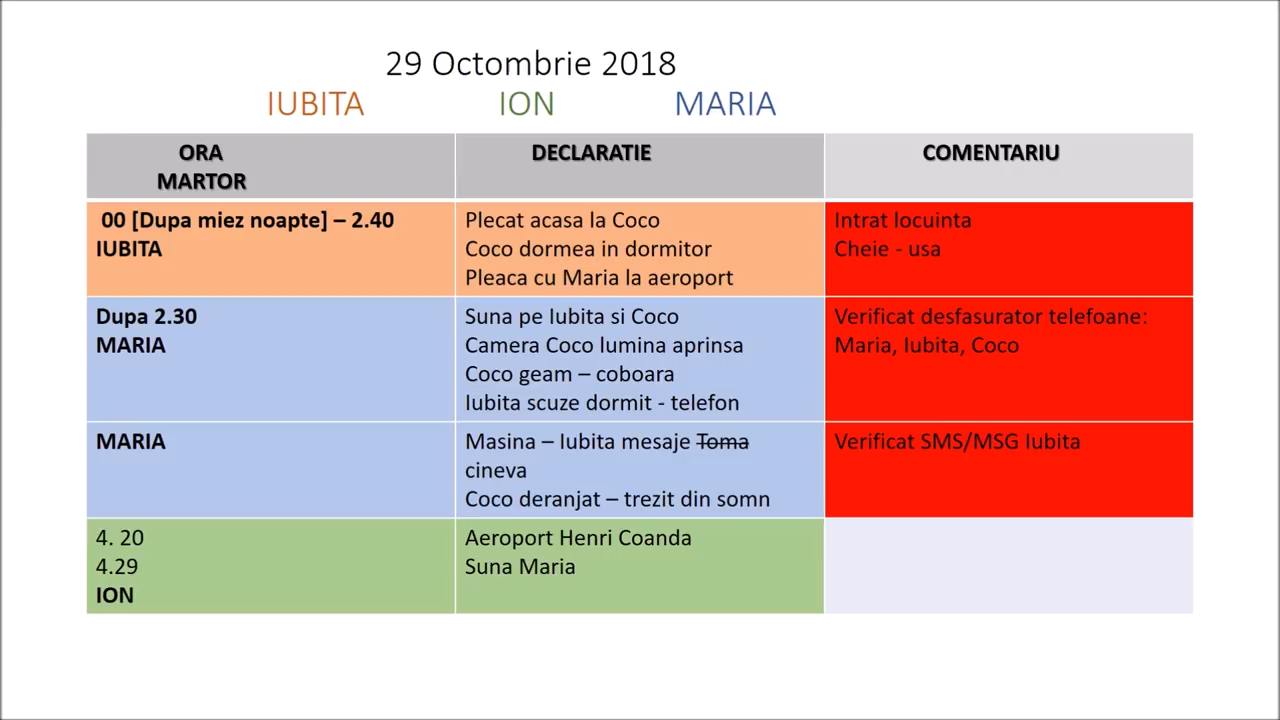 29 Octombrie 2018
IUBITA ION MARIA
ORA
MARTOR
DECLARATIE
COMENTARIU
00 [Dupa miez noapte] – 2.40
IUBITA
Plecat acasa la Coco
Coco dormea in dormitor
Pleaca cu Maria la aeroport
Intrat locuinta
Cheie - usa
Dupa 2.30
MARIA
Suna pe Iubita si Coco
Camera Coco lumina aprinsa
Coco geam – coboara
Iubita scuze dormit - telefon
Verificat desfasurator telefoane:
Maria, Iubita, Coco
MARIA
Masina – Iubita mesaje Toma
cineva
Coco deranjat – trezit din somn
Verificat SMS/MSG Iubita
4. 20
4.29
ION
Aeroport Henri Coanda
Suna Maria